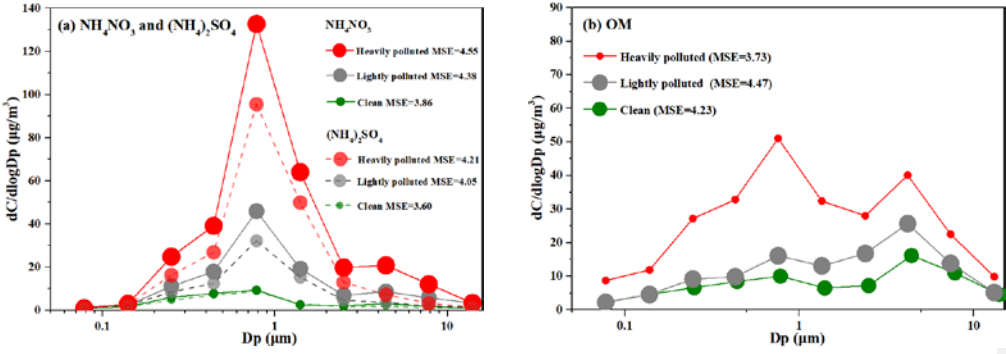 (a) NH₄NO₃ and (NH₄)₂SO₄
NH₄NO₃
Heavily polluted MSE=4.55
Lightly polluted MSE=4.38
Clean MSE=3.86
(NH₄)₂SO₄
Heavily polluted MSE=4.21
Lightly polluted MSE=4.05
Clean MSE=3.60
dC/dlogDp (μg/m³)
140
120
100
80
60
40
20
0
0.1
1
10
Dp (μm)
(b) OM
Heavily polluted (MSE=3.73)
Lightly polluted (MSE=4.47)
Clean (MSE=4.23)
dC/dlogDp (μg/m³)
90
80
70
60
50
40
30
20
10
0
0.1
1
10
Dp (μm)